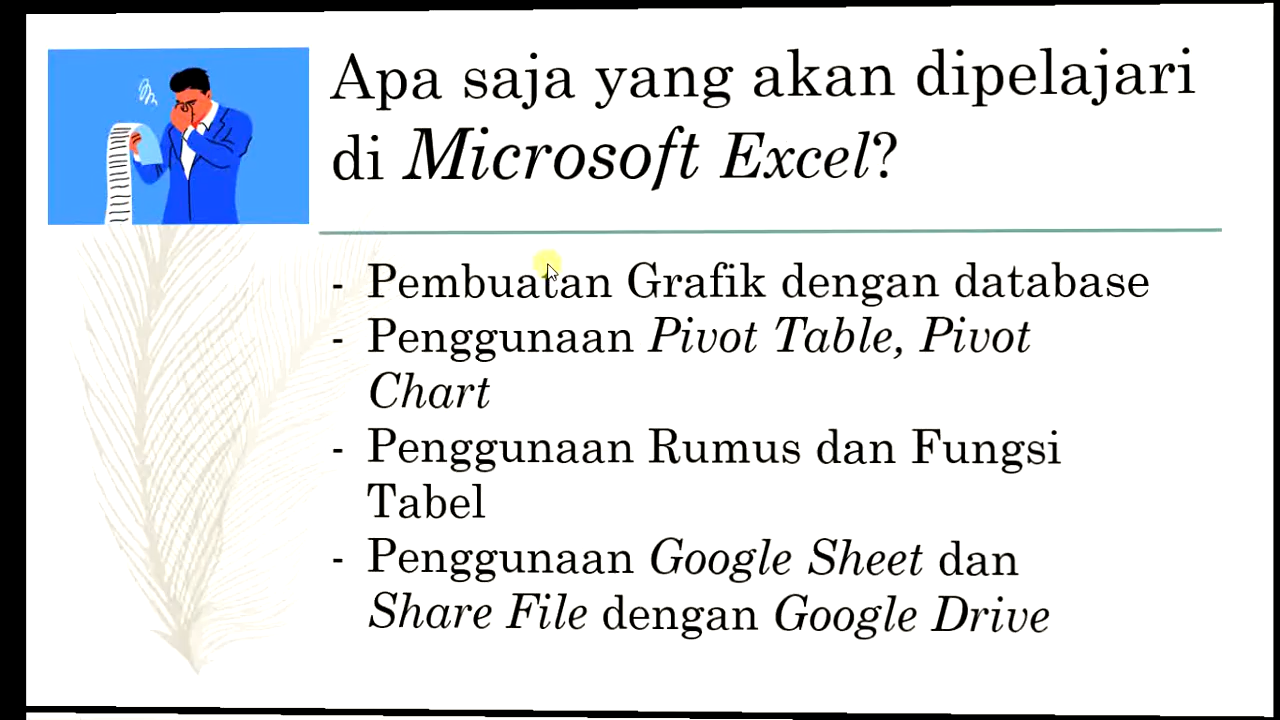 Apa saja yang akan dipelajari
di Microsoft Excel?
- Pembuatan Grafik dengan database
- Penggunaan Pivot Table, Pivot
Chart
- Penggunaan Rumus dan Fungsi
Tabel
- Penggunaan Google Sheet dan
Share File dengan Google Drive